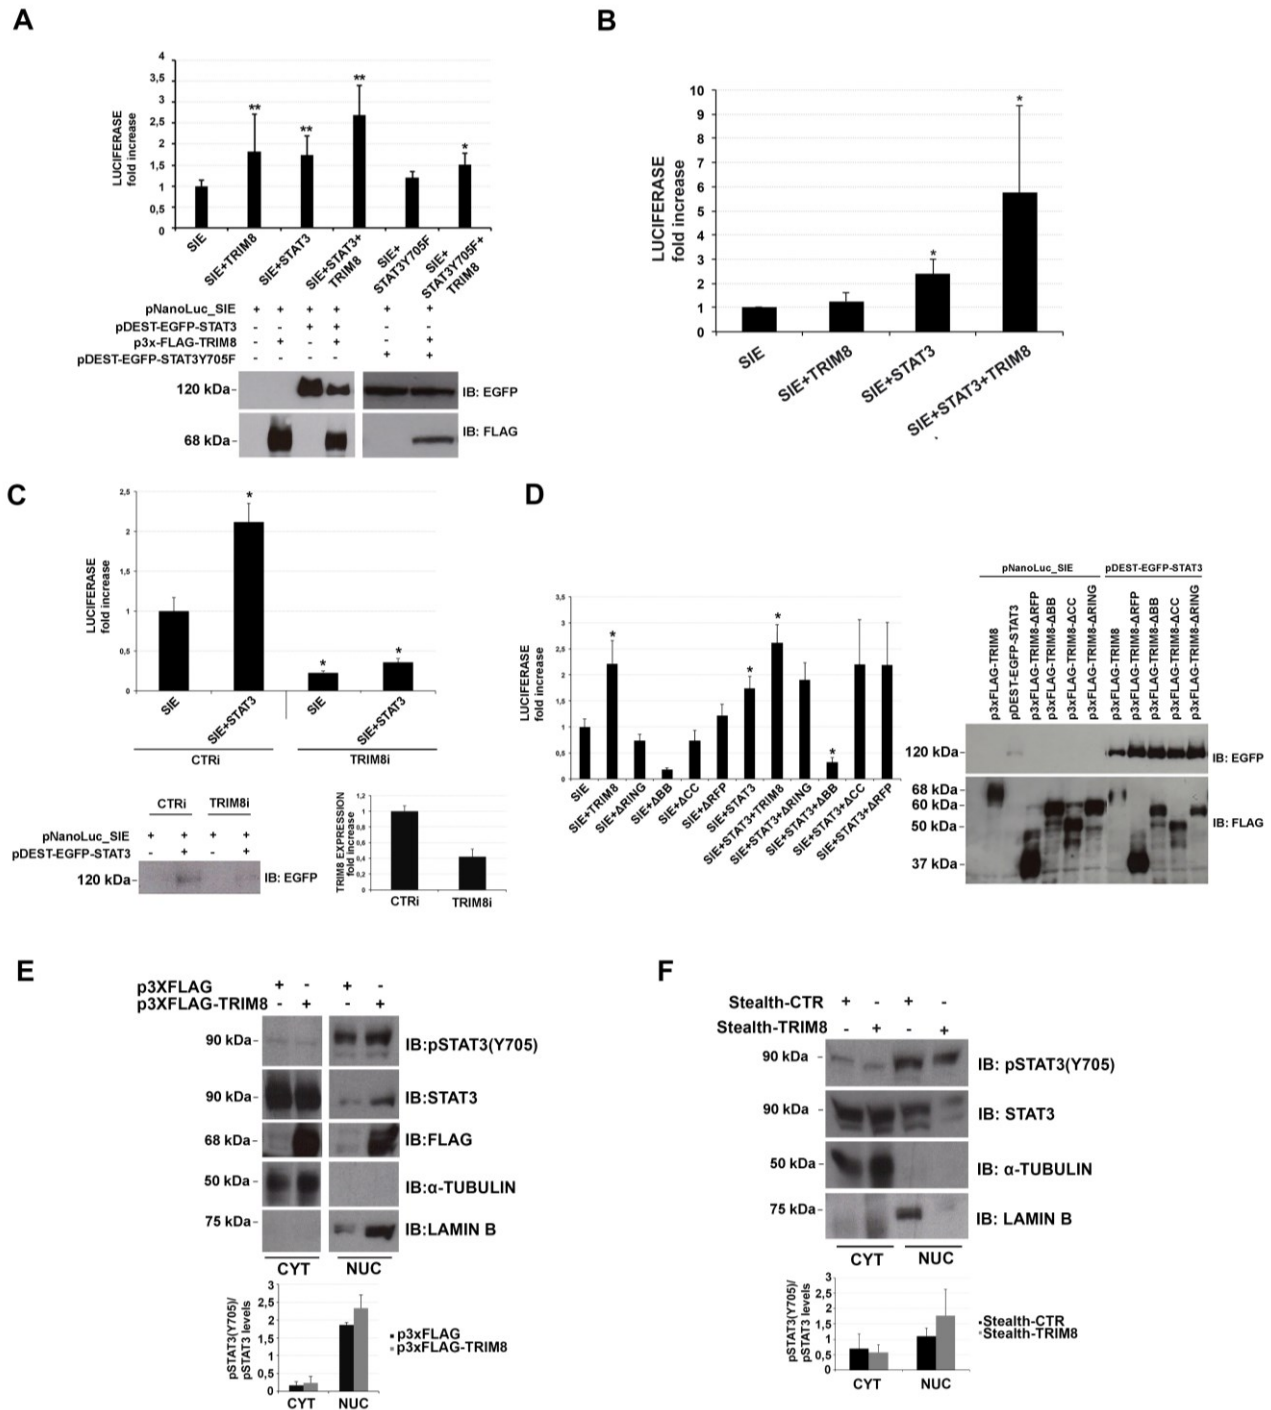 A
LUCIFERASE
fold increase
4
3,5
3
2,5
2
1,5
1
0,5
0
**
**
**
*
SIE
SIE+TRIM8
SIE+STAT3
SIE+STAT3+
TRIM8
SIE+
STAT3Y705F
SIE+
STAT3Y705F+
TRIM8
pNanoLuc_SIE + + + + + +
pDEST-EGFP-STAT3 - - + + - -
p3x-FLAG-TRIM8 - + - + - +
pDEST-EGFP-STAT3Y705F - - - - + +
120 kDa- IB: EGFP
68 kDa- IB: FLAG
B
LUCIFERASE
fold increase
10
9
8
7
6
5
4
3
2
1
0
*
*
SIE
SIE+TRIM8
SIE+STAT3
SIE+STAT3+TRIM8
C
LUCIFERASE
fold increase
2,5
2
1,5
1
0,5
0
*
*
*
SIE
SIE+STAT3
SIE
SIE+STAT3
CTRi TRIM8i
CTRi TRIM8i
pNanoLuc_SIE + + + +
pDEST-EGFP-STAT3 - + - +
120 kDa- IB: EGFP
TRIM8 EXPRESSION
fold increase
1,2
1
0,8
0,6
0,4
0,2
0
CTRi TRIM8i
D
LUCIFERASE
fold increase
3,5
3
2,5
2
1,5
1
0,5
0
*
*
*
*
SIE
SIE+TRIM8
SIE+ΔRING
SIE+ΔBB
SIE+ΔCC
SIE+ΔRFP
SIE+STAT3
SIE+STAT3+TRIM8
SIE+STAT3+ΔRING
SIE+STAT3+ΔBB
SIE+STAT3+ΔCC
SIE+STAT3+ΔRFP
pNanoLuc_SIE pDEST-EGFP-STAT3
p3xFLAG-TRIM8
pDEST-EGFP-STAT3
p3xFLAG-TRIM8-ΔRFP
p3xFLAG-TRIM8-ΔBB
p3xFLAG-TRIM8-ΔCC
p3xFLAG-TRIM8-ΔRING
p3xFLAG-TRIM8
p3xFLAG-TRIM8-ΔRFP
p3xFLAG-TRIM8-ΔBB
p3xFLAG-TRIM8-ΔCC
p3xFLAG-TRIM8-ΔRING
120 kDa- IB: EGFP
68 kDa-
60 kDa-
50 kDa-
37 kDa-
IB: FLAG
E
p3XFLAG + - + -
p3XFLAG-TRIM8 - + - +
90 kDa- IB:pSTAT3(Y705)
90 kDa- IB:STAT3
68 kDa- IB:FLAG
50 kDa- IB:α-TUBULIN
75 kDa- IB:LAMIN B
CYT NUC
pSTAT3(Y705)/
pSTAT3 levels
3
2,5
2
1,5
1
0,5
0
CYT NUC
p3xFLAG
p3xFLAG-TRIM8
F
Stealth-CTR + - + -
Stealth-TRIM8 - + - +
90 kDa - IB: pSTAT3(Y705)
90 kDa - IB: STAT3
50 kDa - IB: α-TUBULIN
75 kDa - IB: LAMIN B
CYT NUC
pSTAT3(Y705)/
pSTAT3 levels
3
2,5
2
1,5
1
0,5
0
CYT NUC
Stealth-CTR
Stealth-TRIM8